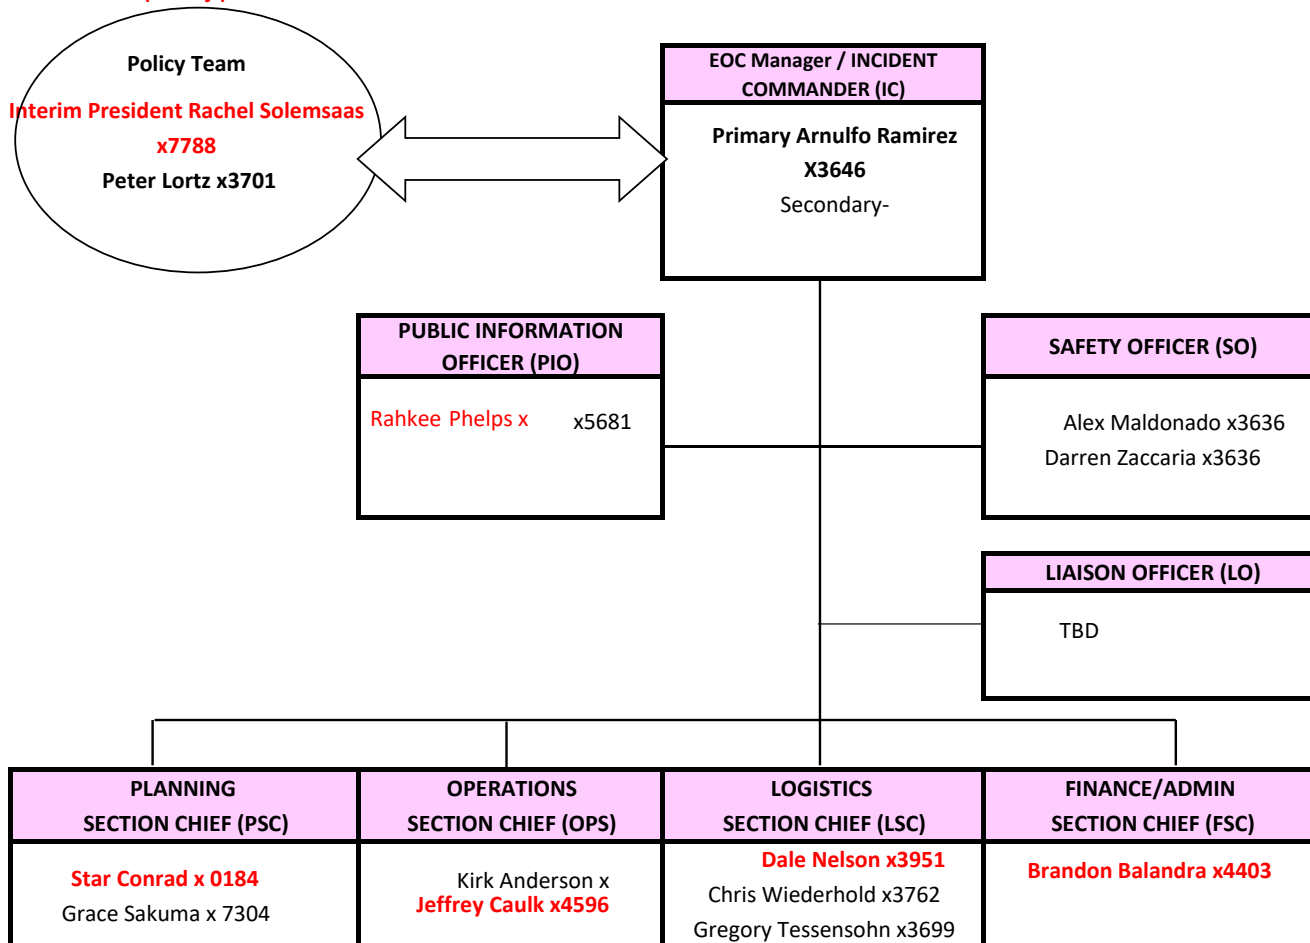 Policy Team
Interim President Rachel Solemsaas
x7788
Peter Lortz x3701
EOC Manager / INCIDENT
COMMANDER (IC)
Primary Arnulfo Ramirez
X3646
Secondary-
PUBLIC INFORMATION
OFFICER (PIO)
Rahkee Phelps x x5681
SAFETY OFFICER (SO)
Alex Maldonado x3636
Darren Zaccaria x3636
LIAISON OFFICER (LO)
TBD
PLANNING
SECTION CHIEF (PSC)
Star Conrad x 0184
Grace Sakuma x 7304
OPERATIONS
SECTION CHIEF (OPS)
Kirk Anderson x
Jeffrey Caulk x4596
LOGISTICS
SECTION CHIEF (LSC)
Dale Nelson x3951
Chris Wiederhold x3762
Gregory Tessensohn x3699
FINANCE/ADMIN
SECTION CHIEF (FSC)
Brandon Balandra x4403